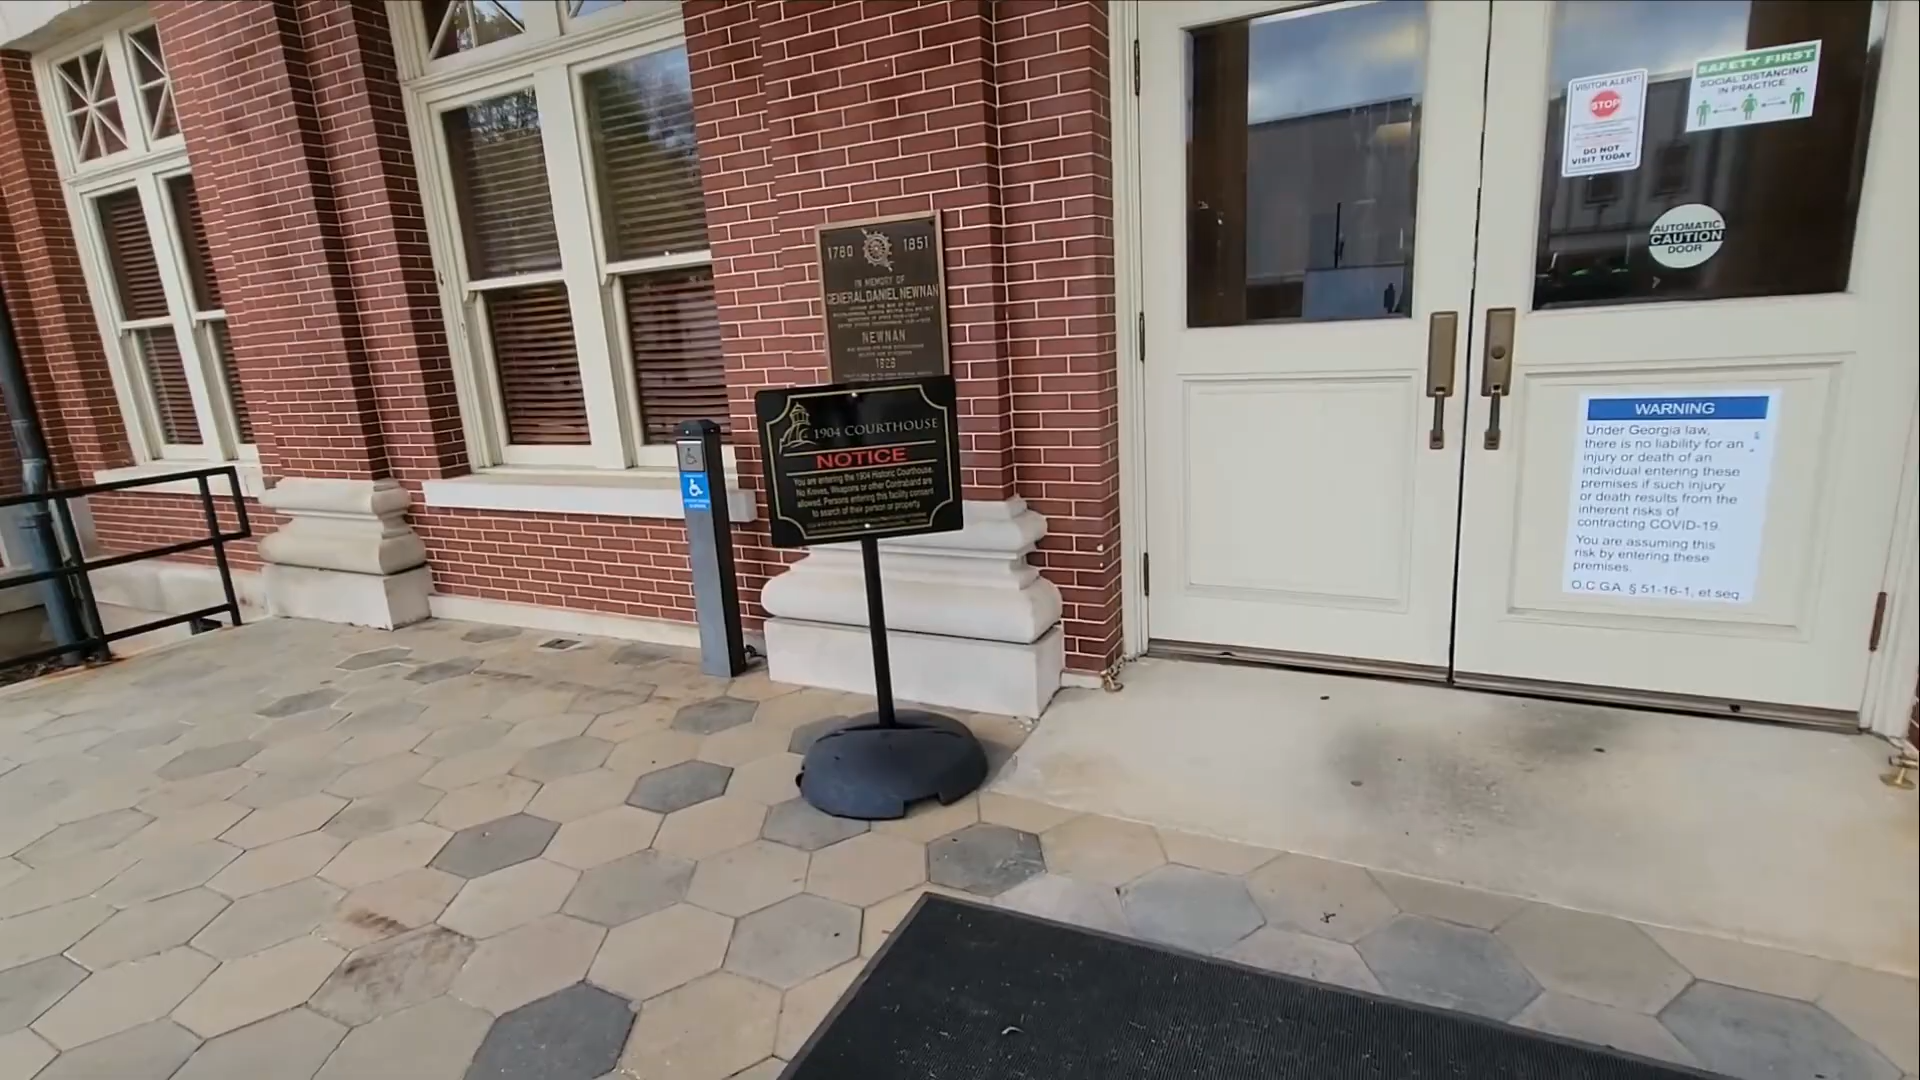 1780 1851
IN MEMORY OF
GENERAL DANIEL NEWNAN
NEWNAN
1828
1904 COURTHOUSE
NOTICE
You are entering the 1904 Historic Courthouse.
No Knives, Weapons or other Contraband are
allowed. Persons entering this facility consent
to search of their person or property
VISITOR ALERT!
STOP
DO NOT
VISIT TODAY
SAFETY FIRST
SOCIAL DISTANCING
IN PRACTICE
AUTOMATIC
CAUTION
DOOR
WARNING
Under Georgia law,
there is no liability for an
injury or death of an
individual entering these
premises if such injury
or death results from the
inherent risks of
contracting COVID-19.
You are assuming this
risk by entering these
premises.
O.C.G.A. § 51-16-1, et seq.